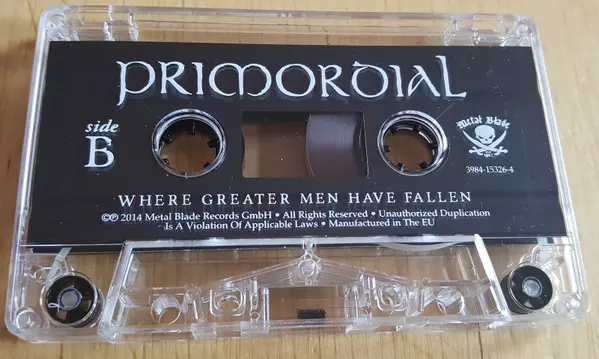 PRIMORDIAL
side
B
Metal Blade
3984-15326-4
WHERE GREATER MEN HAVE FALLEN
©℗ 2014 Metal Blade Records GmbH • All Rights Reserved • Unauthorized Duplication
Is A Violation Of Applicable Laws • Manufactured in The EU